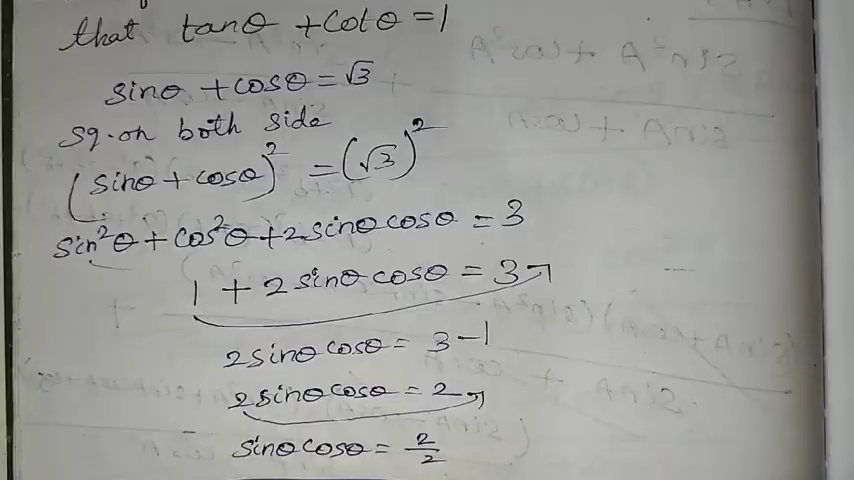 that tanθ + cotθ = 1
sinθ + cosθ = √3
sq. on both side
(sinθ + cosθ)² = (√3)²
sin²θ + cos²θ + 2sinθcosθ = 3
1 + 2sinθcosθ = 3
2sinθcosθ = 3 - 1
2sinθcosθ = 2
sinθcosθ = 2/2